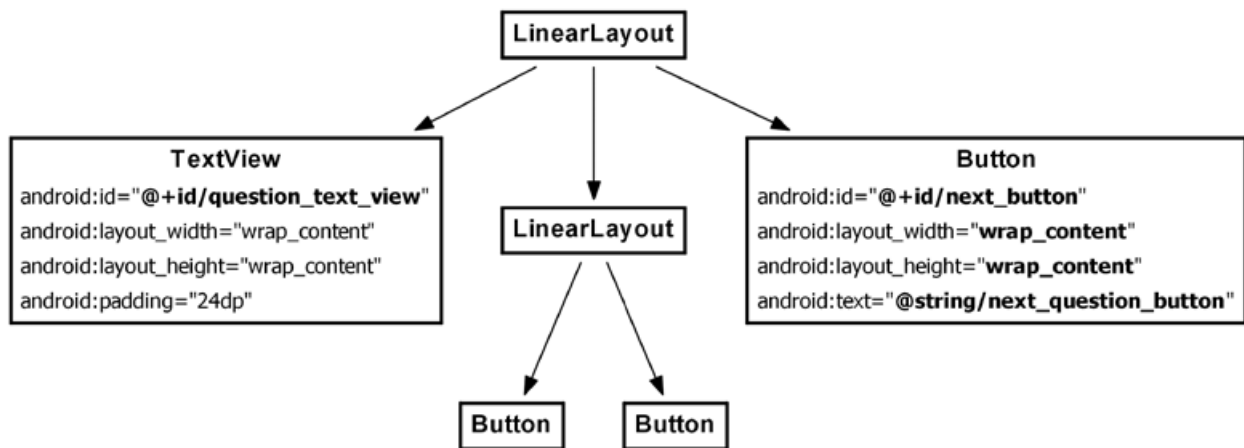 LinearLayout
TextView
android:id="@+id/question_text_view"
android:layout_width="wrap_content"
android:layout_height="wrap_content"
android:padding="24dp"
LinearLayout
Button
android:id="@+id/next_button"
android:layout_width="wrap_content"
android:layout_height="wrap_content"
android:text="@string/next_question_button"
Button
Button